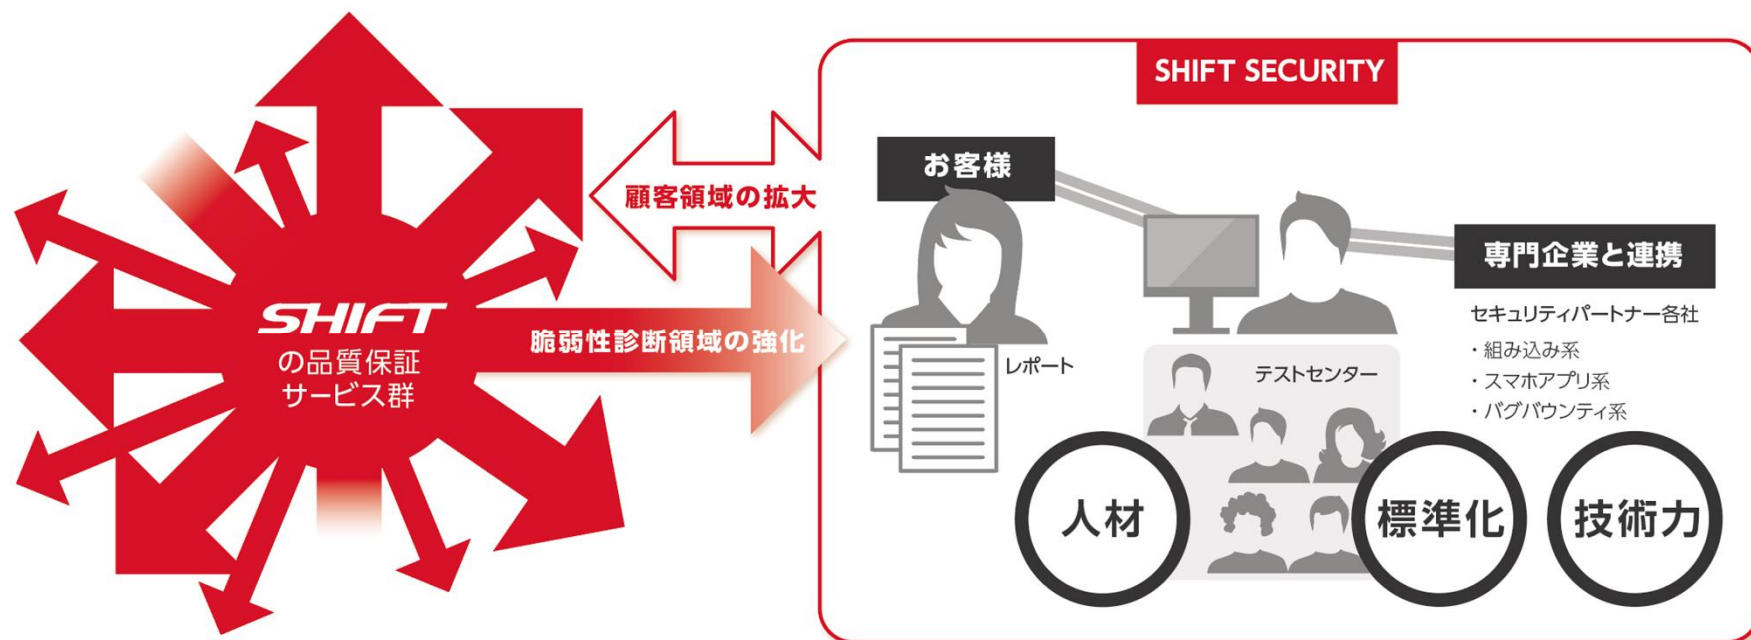 SHIFT
の品質保証
サービス群
顧客領域の拡大
脆弱性診断領域の強化
SHIFT SECURITY
お客様
レポート
テストセンター
専門企業と連携
セキュリティパートナー各社
・組み込み系
・スマホアプリ系
・バグバウンティ系
人材
標準化
技術力